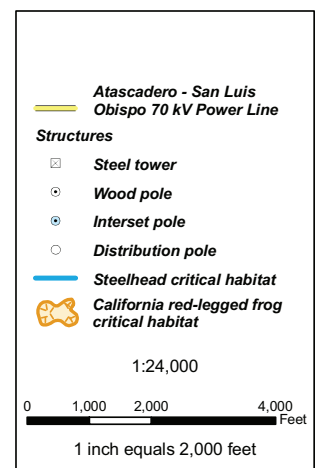 Atascadero - San Luis
Obispo 70 kV Power Line
Structures
Steel tower
Wood pole
Interset pole
Distribution pole
Steelhead critical habitat
California red-legged frog
critical habitat
1:24,000
0 1,000 2,000 4,000
Feet
1 inch equals 2,000 feet